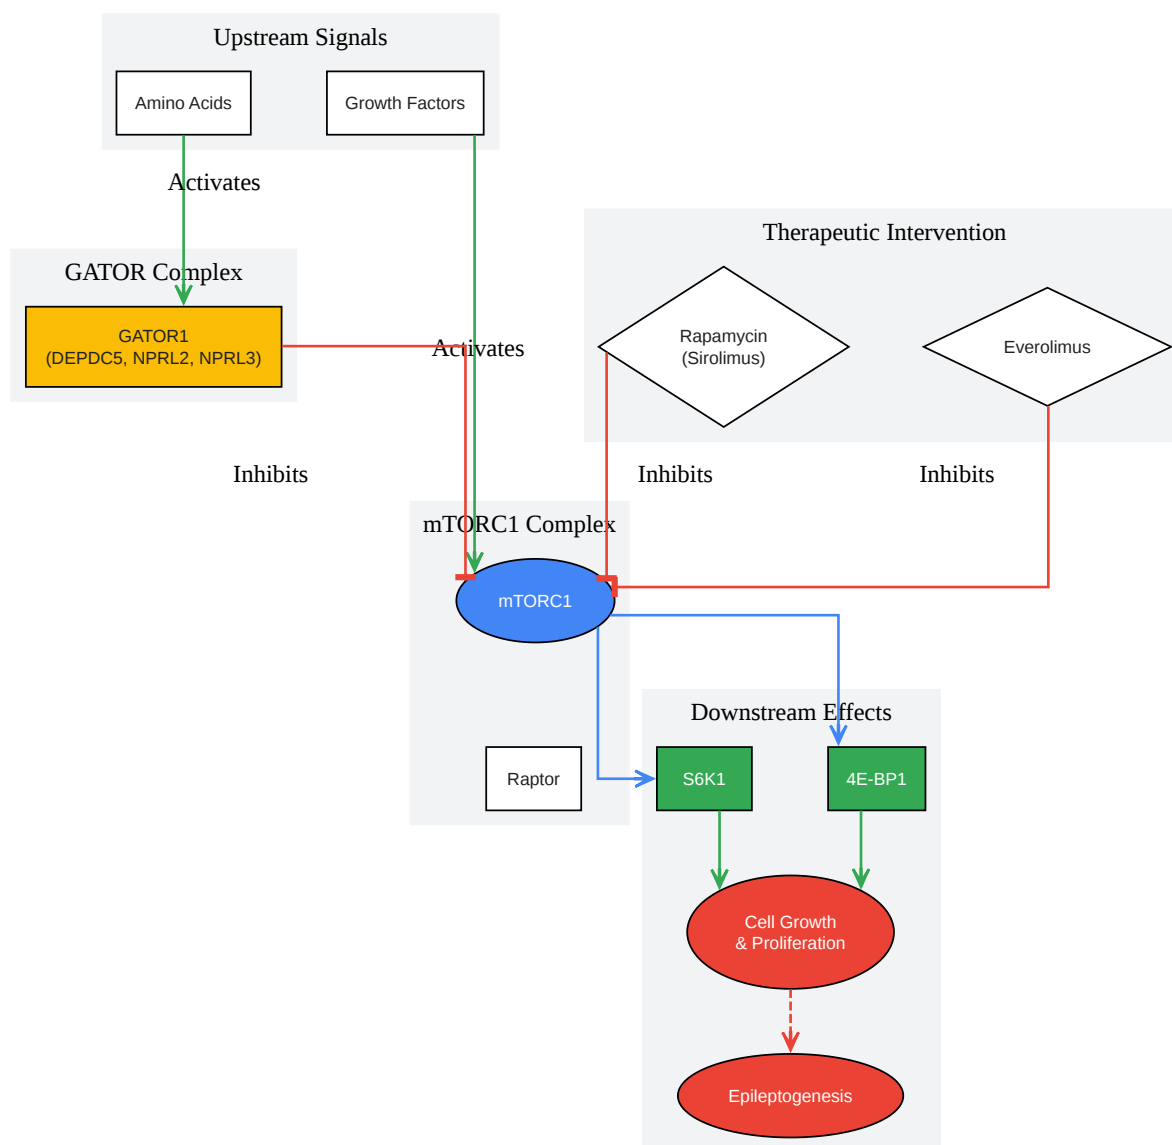 Upstream Signals
Amino Acids
Growth Factors
Activates
GATOR Complex
GATOR1
(DEPDC5, NPRL2, NPRL3)
Activates
Therapeutic Intervention
Rapamycin
(Sirolimus)
Everolimus
Inhibits
Inhibits
Inhibits
mTORC1 Complex
mTORC1
Raptor
Downstream Effects
S6K1
4E-BP1
Cell Growth
& Proliferation
Epileptogenesis